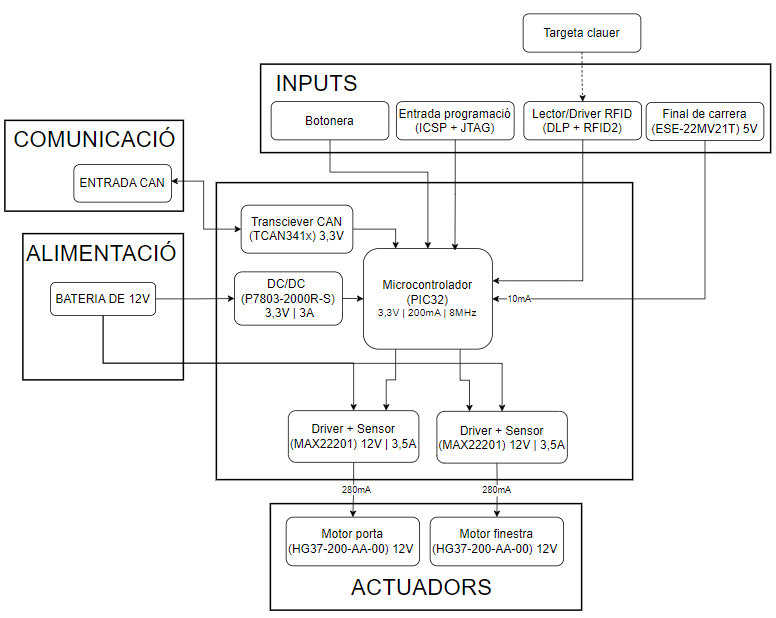 Targeta clauer
INPUTS
Botonera
Entrada programació
(ICSP + JTAG)
Lector/Driver RFID
(DLP + RFID2)
Final de carrera
(ESE-22MV21T) 5V
COMUNICACIÓ
ENTRADA CAN
Transciever CAN
(TCAN341x) 3,3V
ALIMENTACIÓ
BATERIA DE 12V
DC/DC
(P7803-2000R-S)
3,3V | 3A
Microcontrolador
(PIC32)
3,3V | 200mA | 8MHz
10mA
Driver + Sensor
(MAX22201) 12V | 3,5A
Driver + Sensor
(MAX22201) 12V | 3,5A
280mA
280mA
Motor porta
(HG37-200-AA-00) 12V
Motor finestra
(HG37-200-AA-00) 12V
ACTUADORS